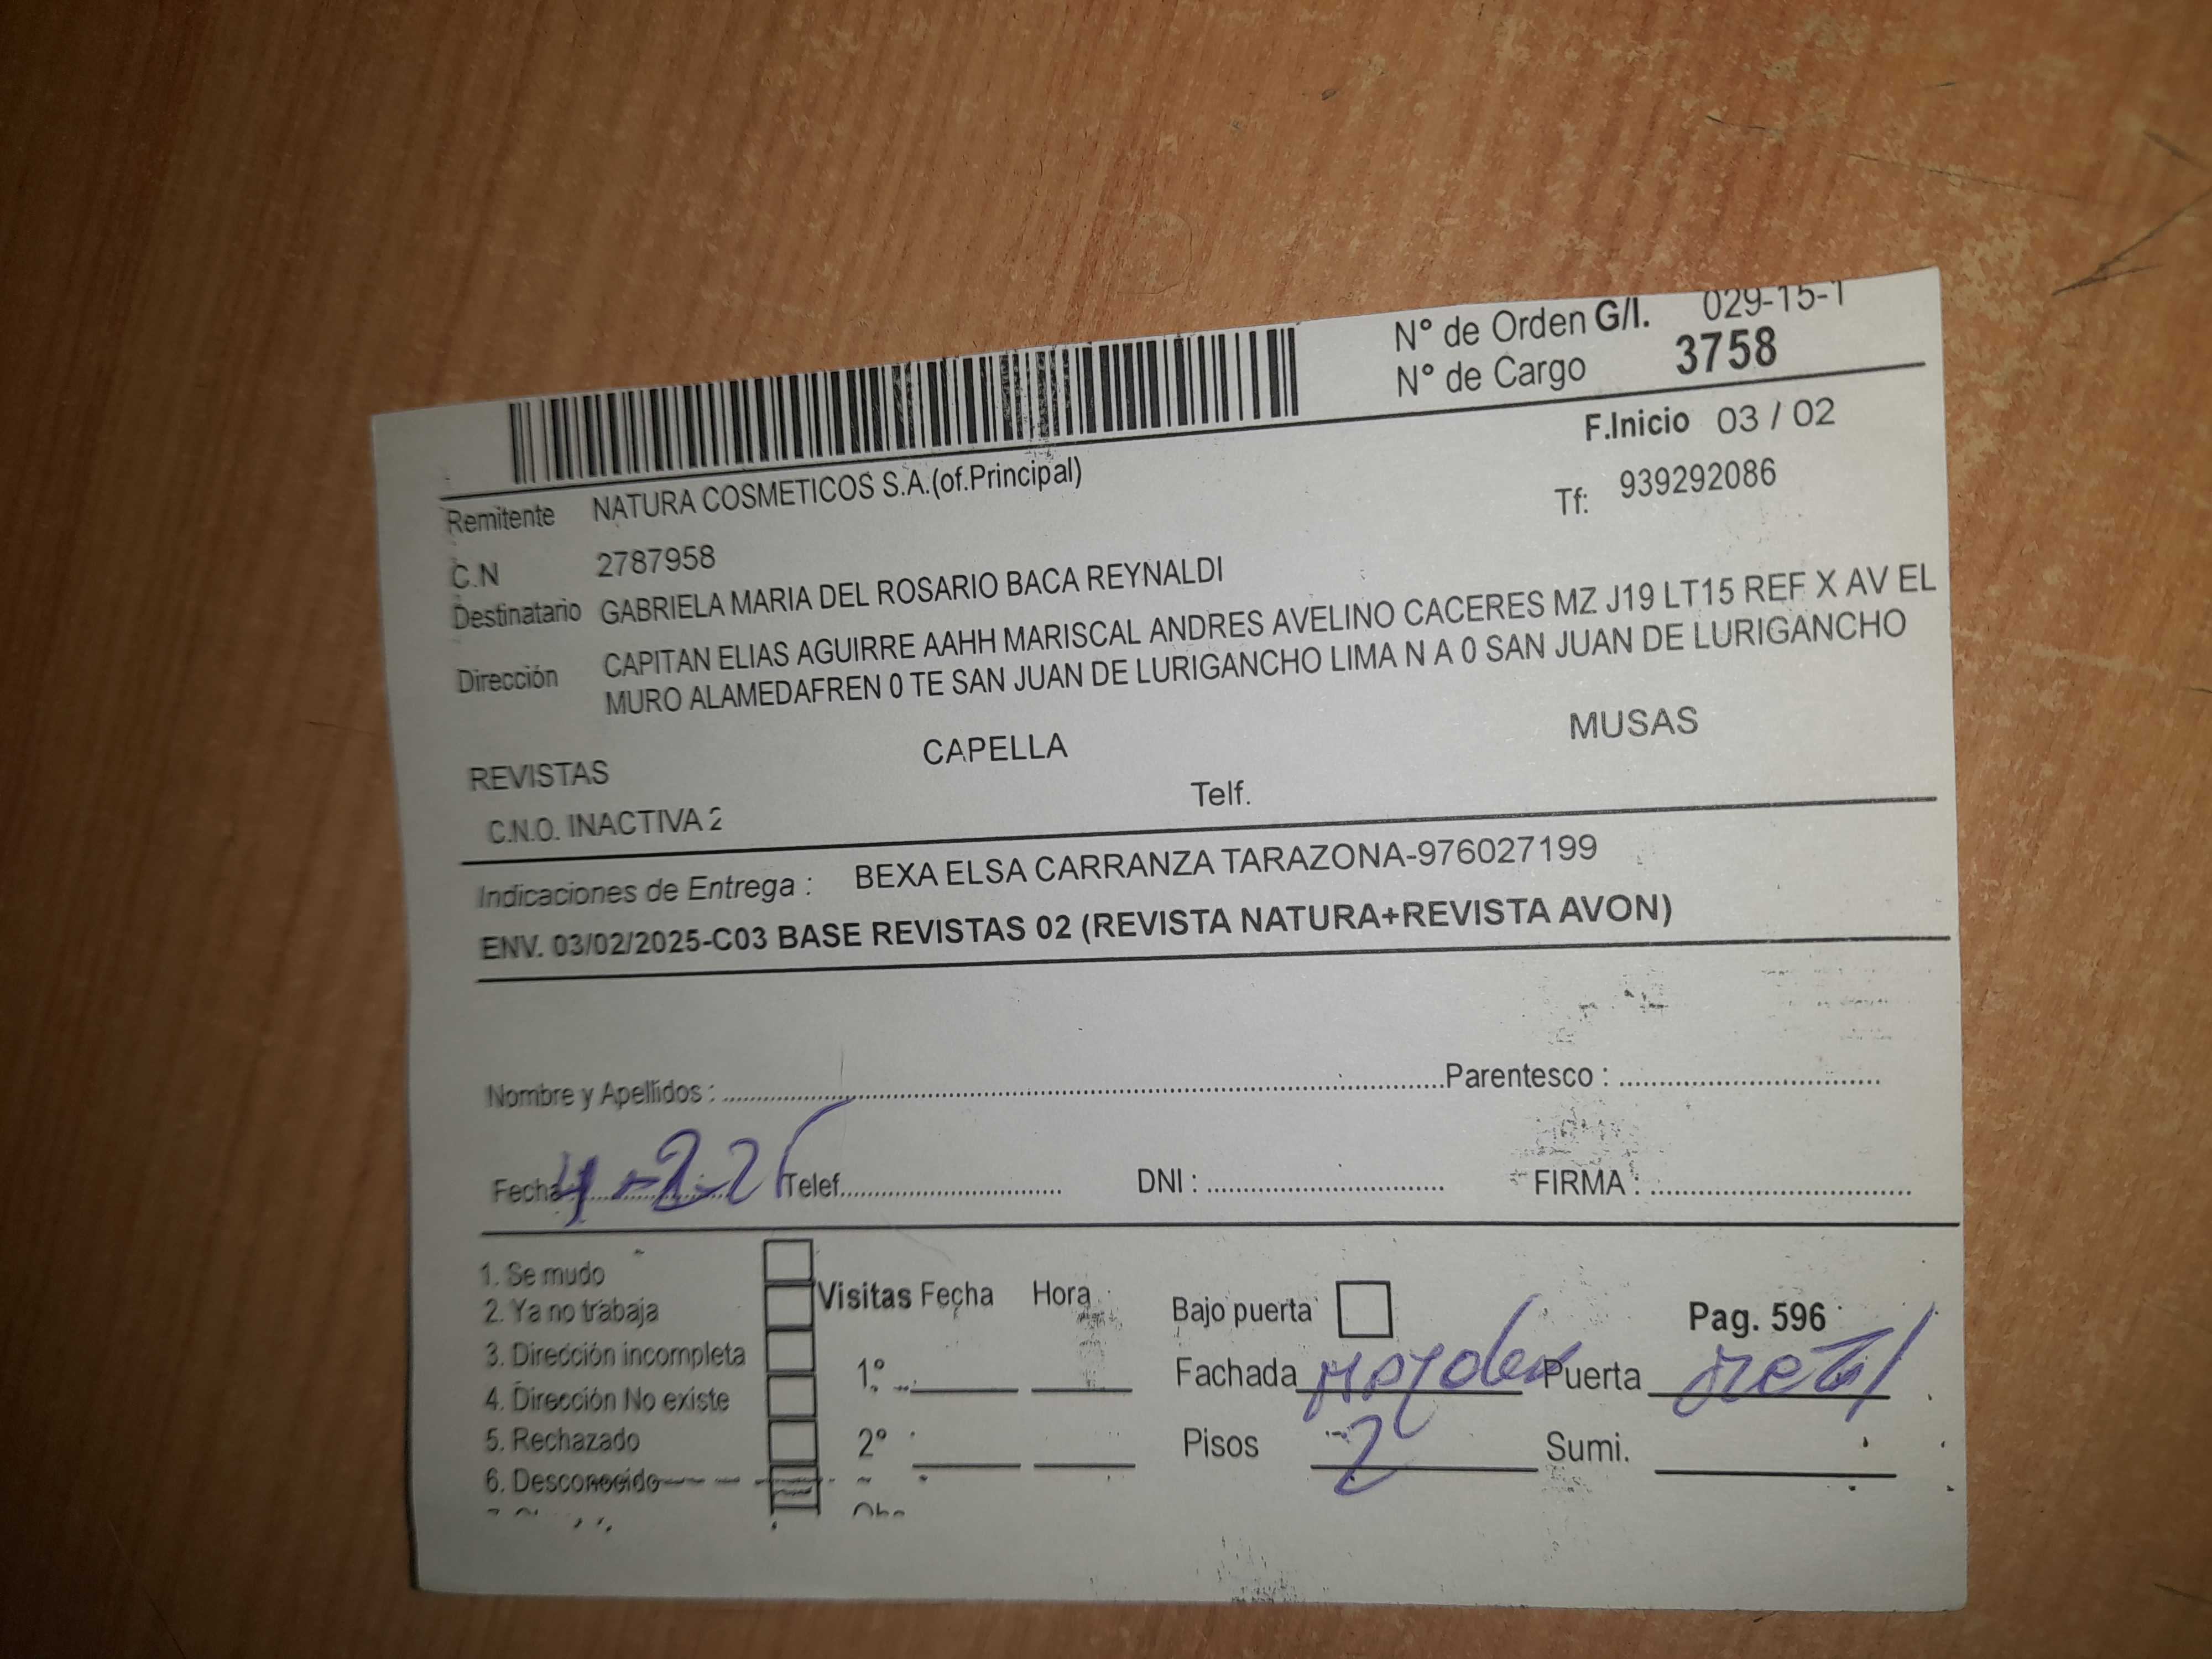 N° de Orden G/I. 029-15-1
N° de Cargo 3758
F.Inicio 03 / 02
Remitente NATURA COSMETICOS S.A.(of.Principal)
Tf: 939292086
C.N 2787958
Destinatario GABRIELA MARIA DEL ROSARIO BACA REYNALDI
Dirección CAPITAN ELIAS AGUIRRE AAHH MARISCAL ANDRES AVELINO CACERES MZ J19 LT15 REF X AV EL
MURO ALAMEDAFREN 0 TE SAN JUAN DE LURIGANCHO LIMA N A 0 SAN JUAN DE LURIGANCHO
REVISTAS CAPELLA MUSAS
C.N.O. INACTIVA 2 Telf.
Indicaciones de Entrega : BEXA ELSA CARRANZA TARAZONA-976027199
ENV. 03/02/2025-C03 BASE REVISTAS 02 (REVISTA NATURA+REVISTA AVON)
Nombre y Apellidos : Parentesco :
Fecha 4-2-25 Telef. DNI : FIRMA :
1. Se mudo
2. Ya no trabaja
3. Dirección incompleta
4. Dirección No existe
5. Rechazado
6. Desconocido
Visitas Fecha Hora
1º
2º
Bajo puerta Pag. 596
Fachada Puerta metal
Pisos 2 Sumi.